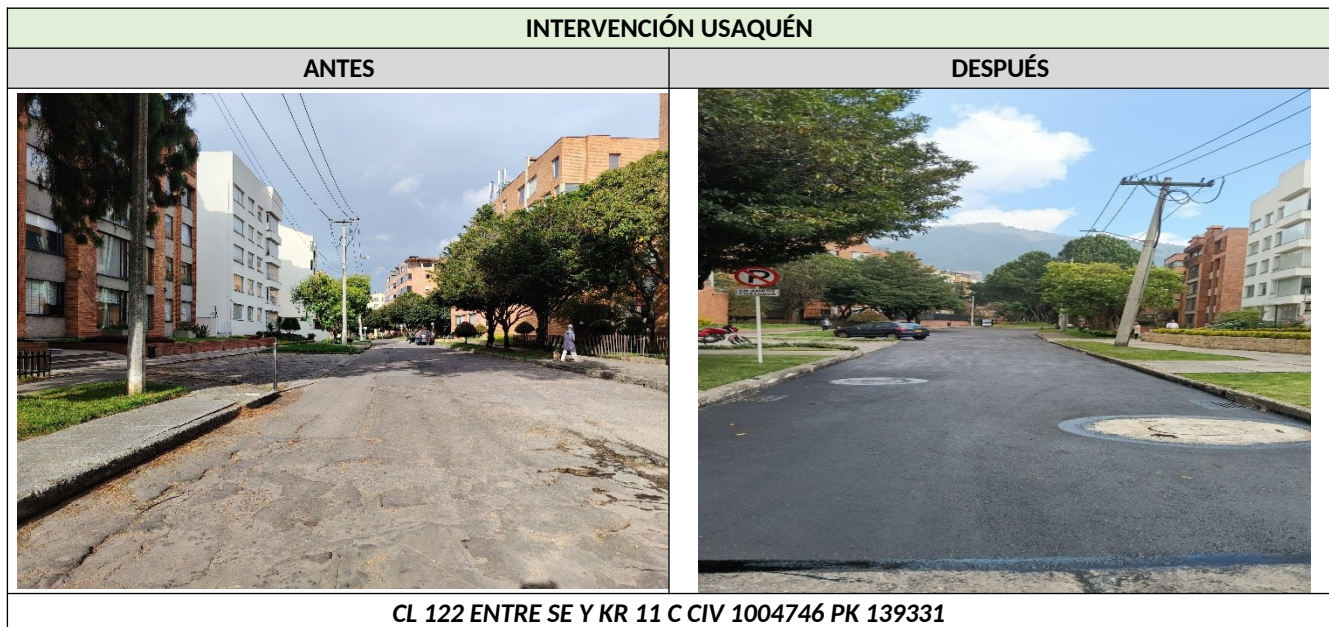 INTERVENCIÓN USAQUÉN
ANTES
DESPUÉS
CL 122 ENTRE SE Y KR 11 C CIV 1004746 PK 139331